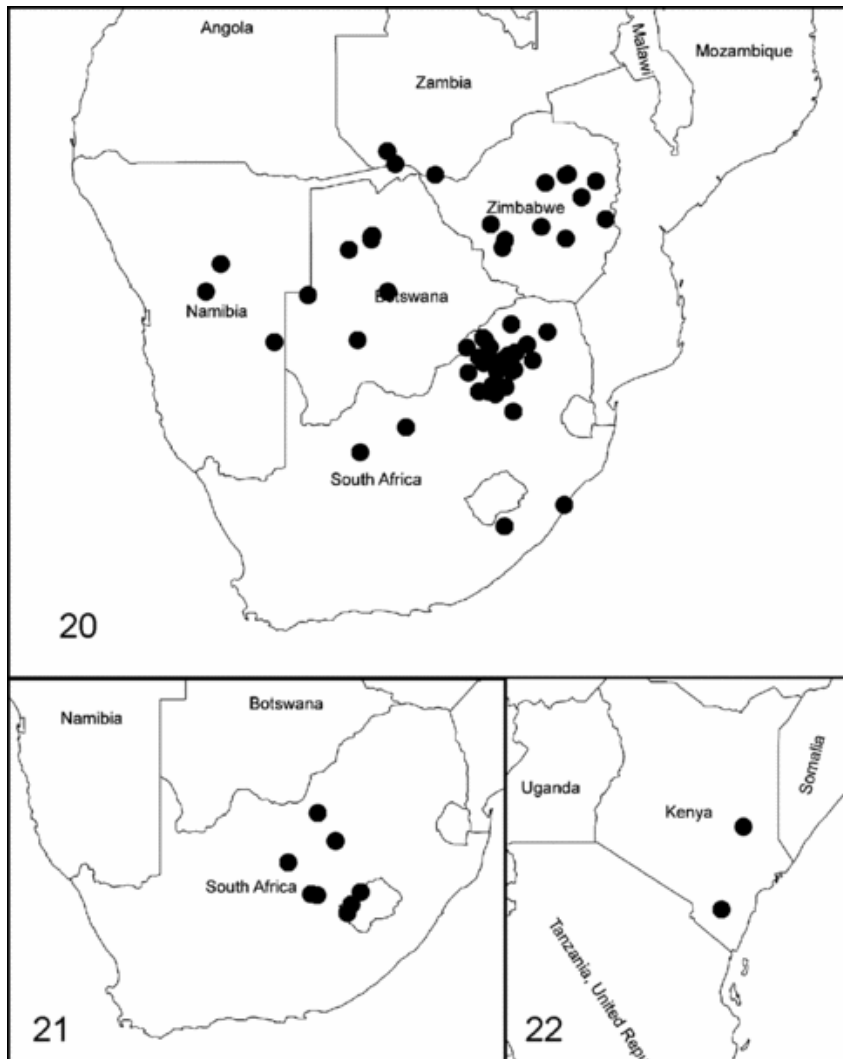 Angola
Malawi
Mozambique
Zambia
Zimbabwe
Namibia
Botswana
South Africa
20
Namibia
Botswana
South Africa
21
Uganda
Kenya
Somalia
Tanzania, United Repu
22